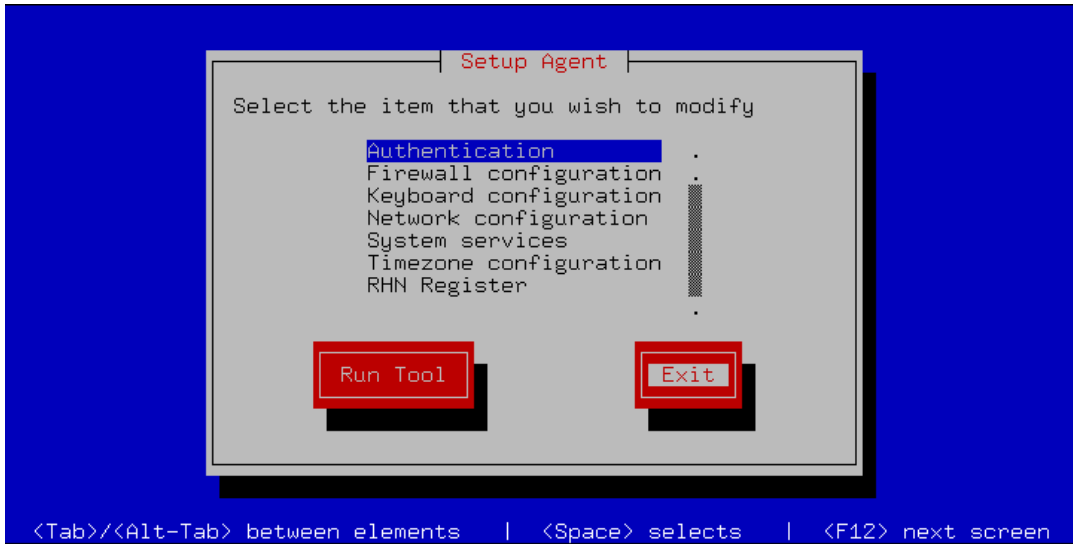 Setup Agent
Select the item that you wish to modify
Authentication
Firewall configuration
Keyboard configuration
Network configuration
System services
Timezone configuration
RHN Register
Run Tool Exit
<Tab>/<Alt-Tab> between elements | <Space> selects | <F12> next screen